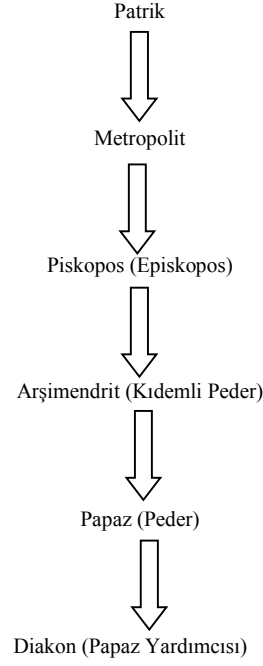 Patrik
Metropolit
Piskopos (Episkopos)
Arşimendrit (Kıdemli Peder)
Papaz (Peder)
Diakon (Papaz Yardımcısı)